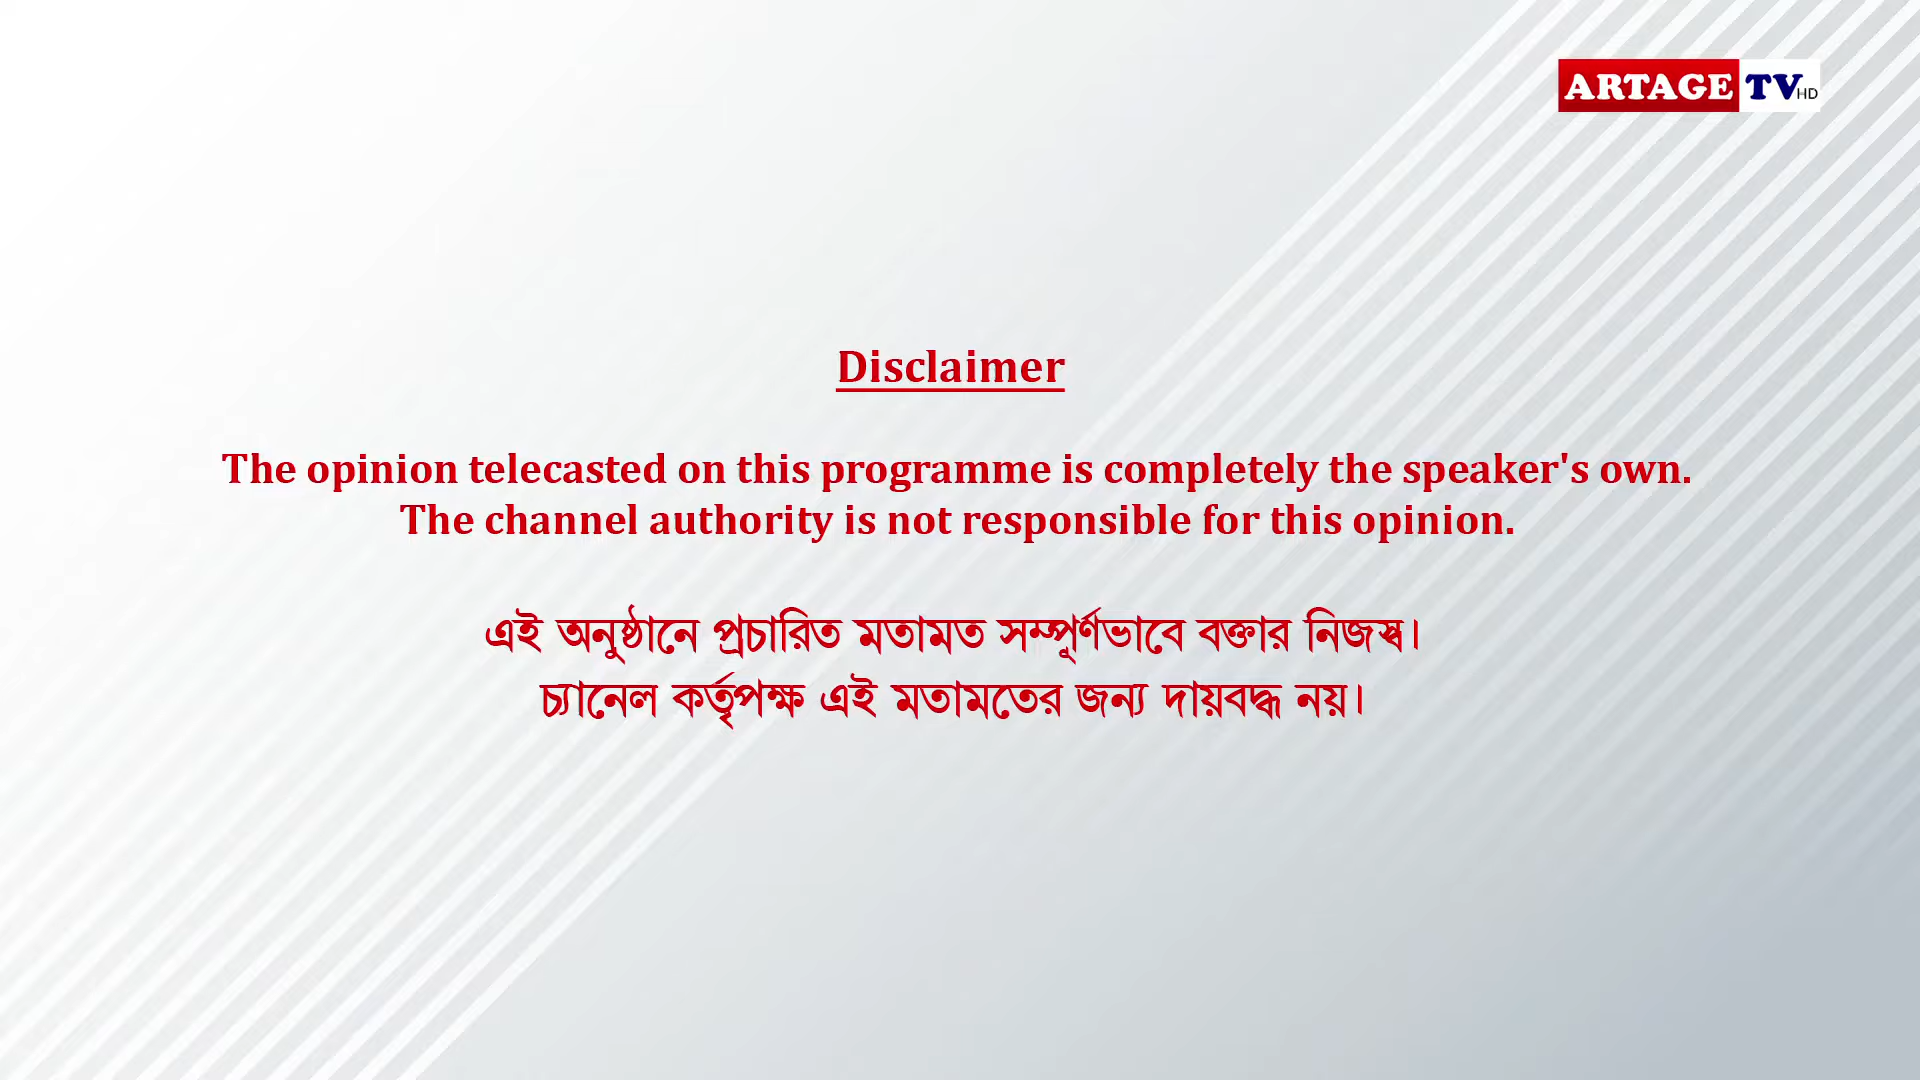 ARTAGE TV HD
Disclaimer
The opinion telecasted on this programme is completely the speaker's own.
The channel authority is not responsible for this opinion.
এই অনুষ্ঠানে প্রচারিত মতামত সম্পূর্ণভাবে বক্তার নিজস্ব।
চ্যানেল কর্তৃপক্ষ এই মতামতের জন্য দায়বদ্ধ নয়।